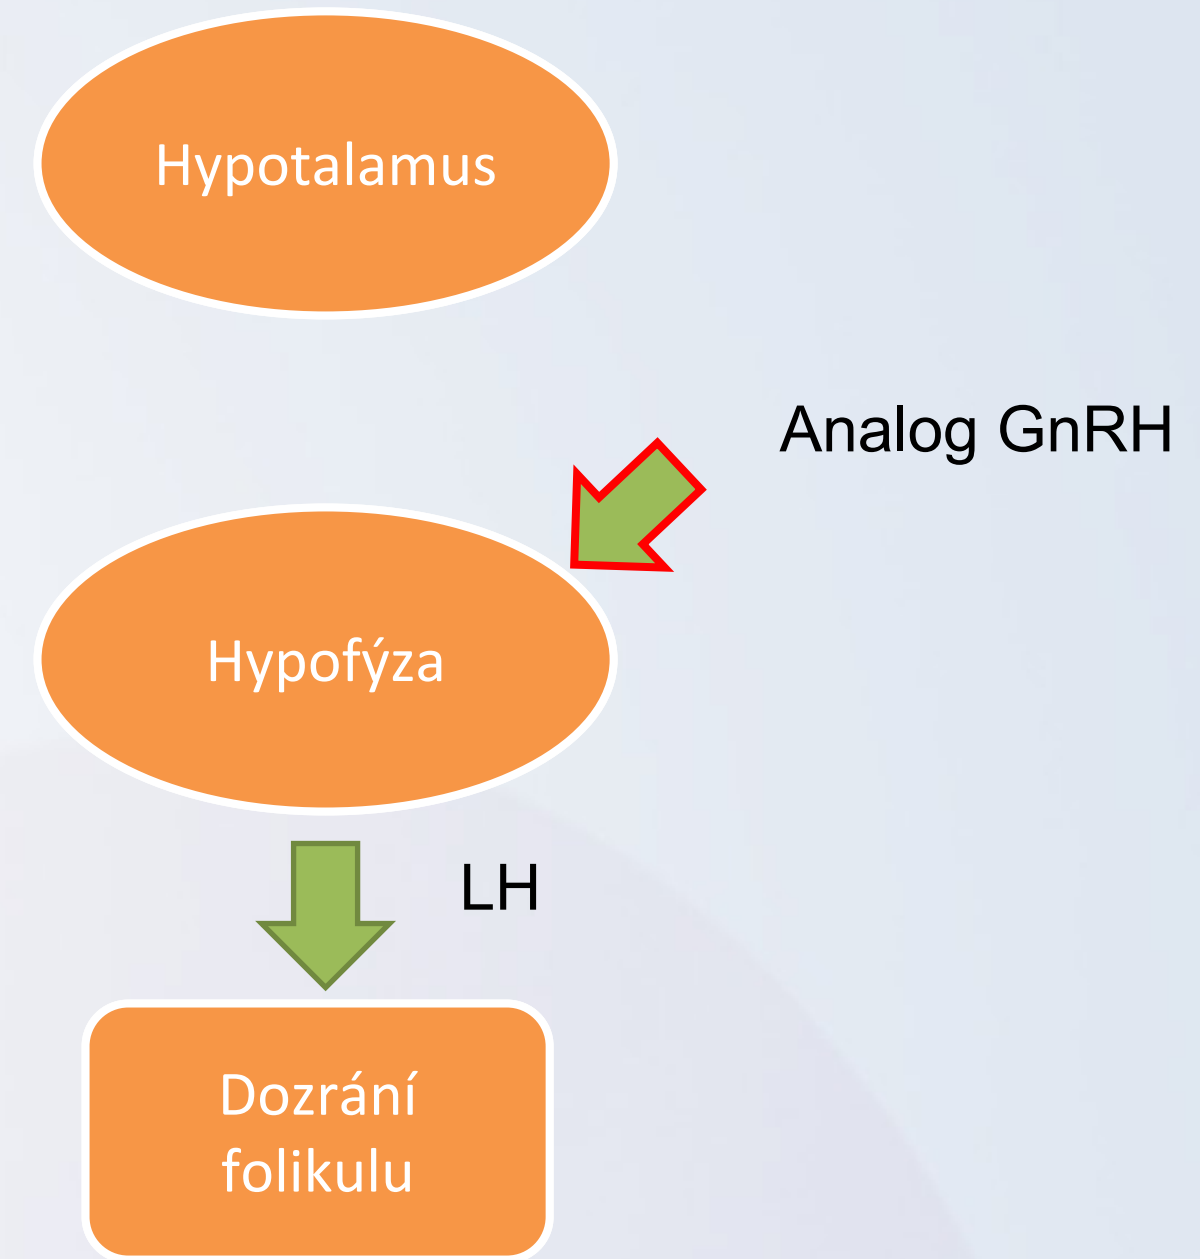 Hypotalamus
Analog GnRH
Hypofýza
LH
Dozrání
folikulu